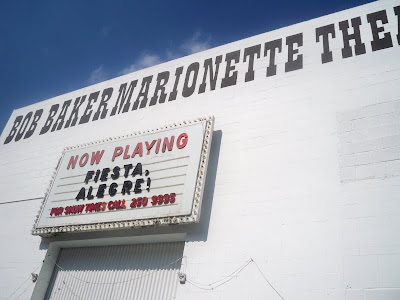 BOB BAKER MARIONETTE THE
NOW PLAYING
FIESTA,
ALEGRE!
FOR SHOW TIMES CALL 250 9995